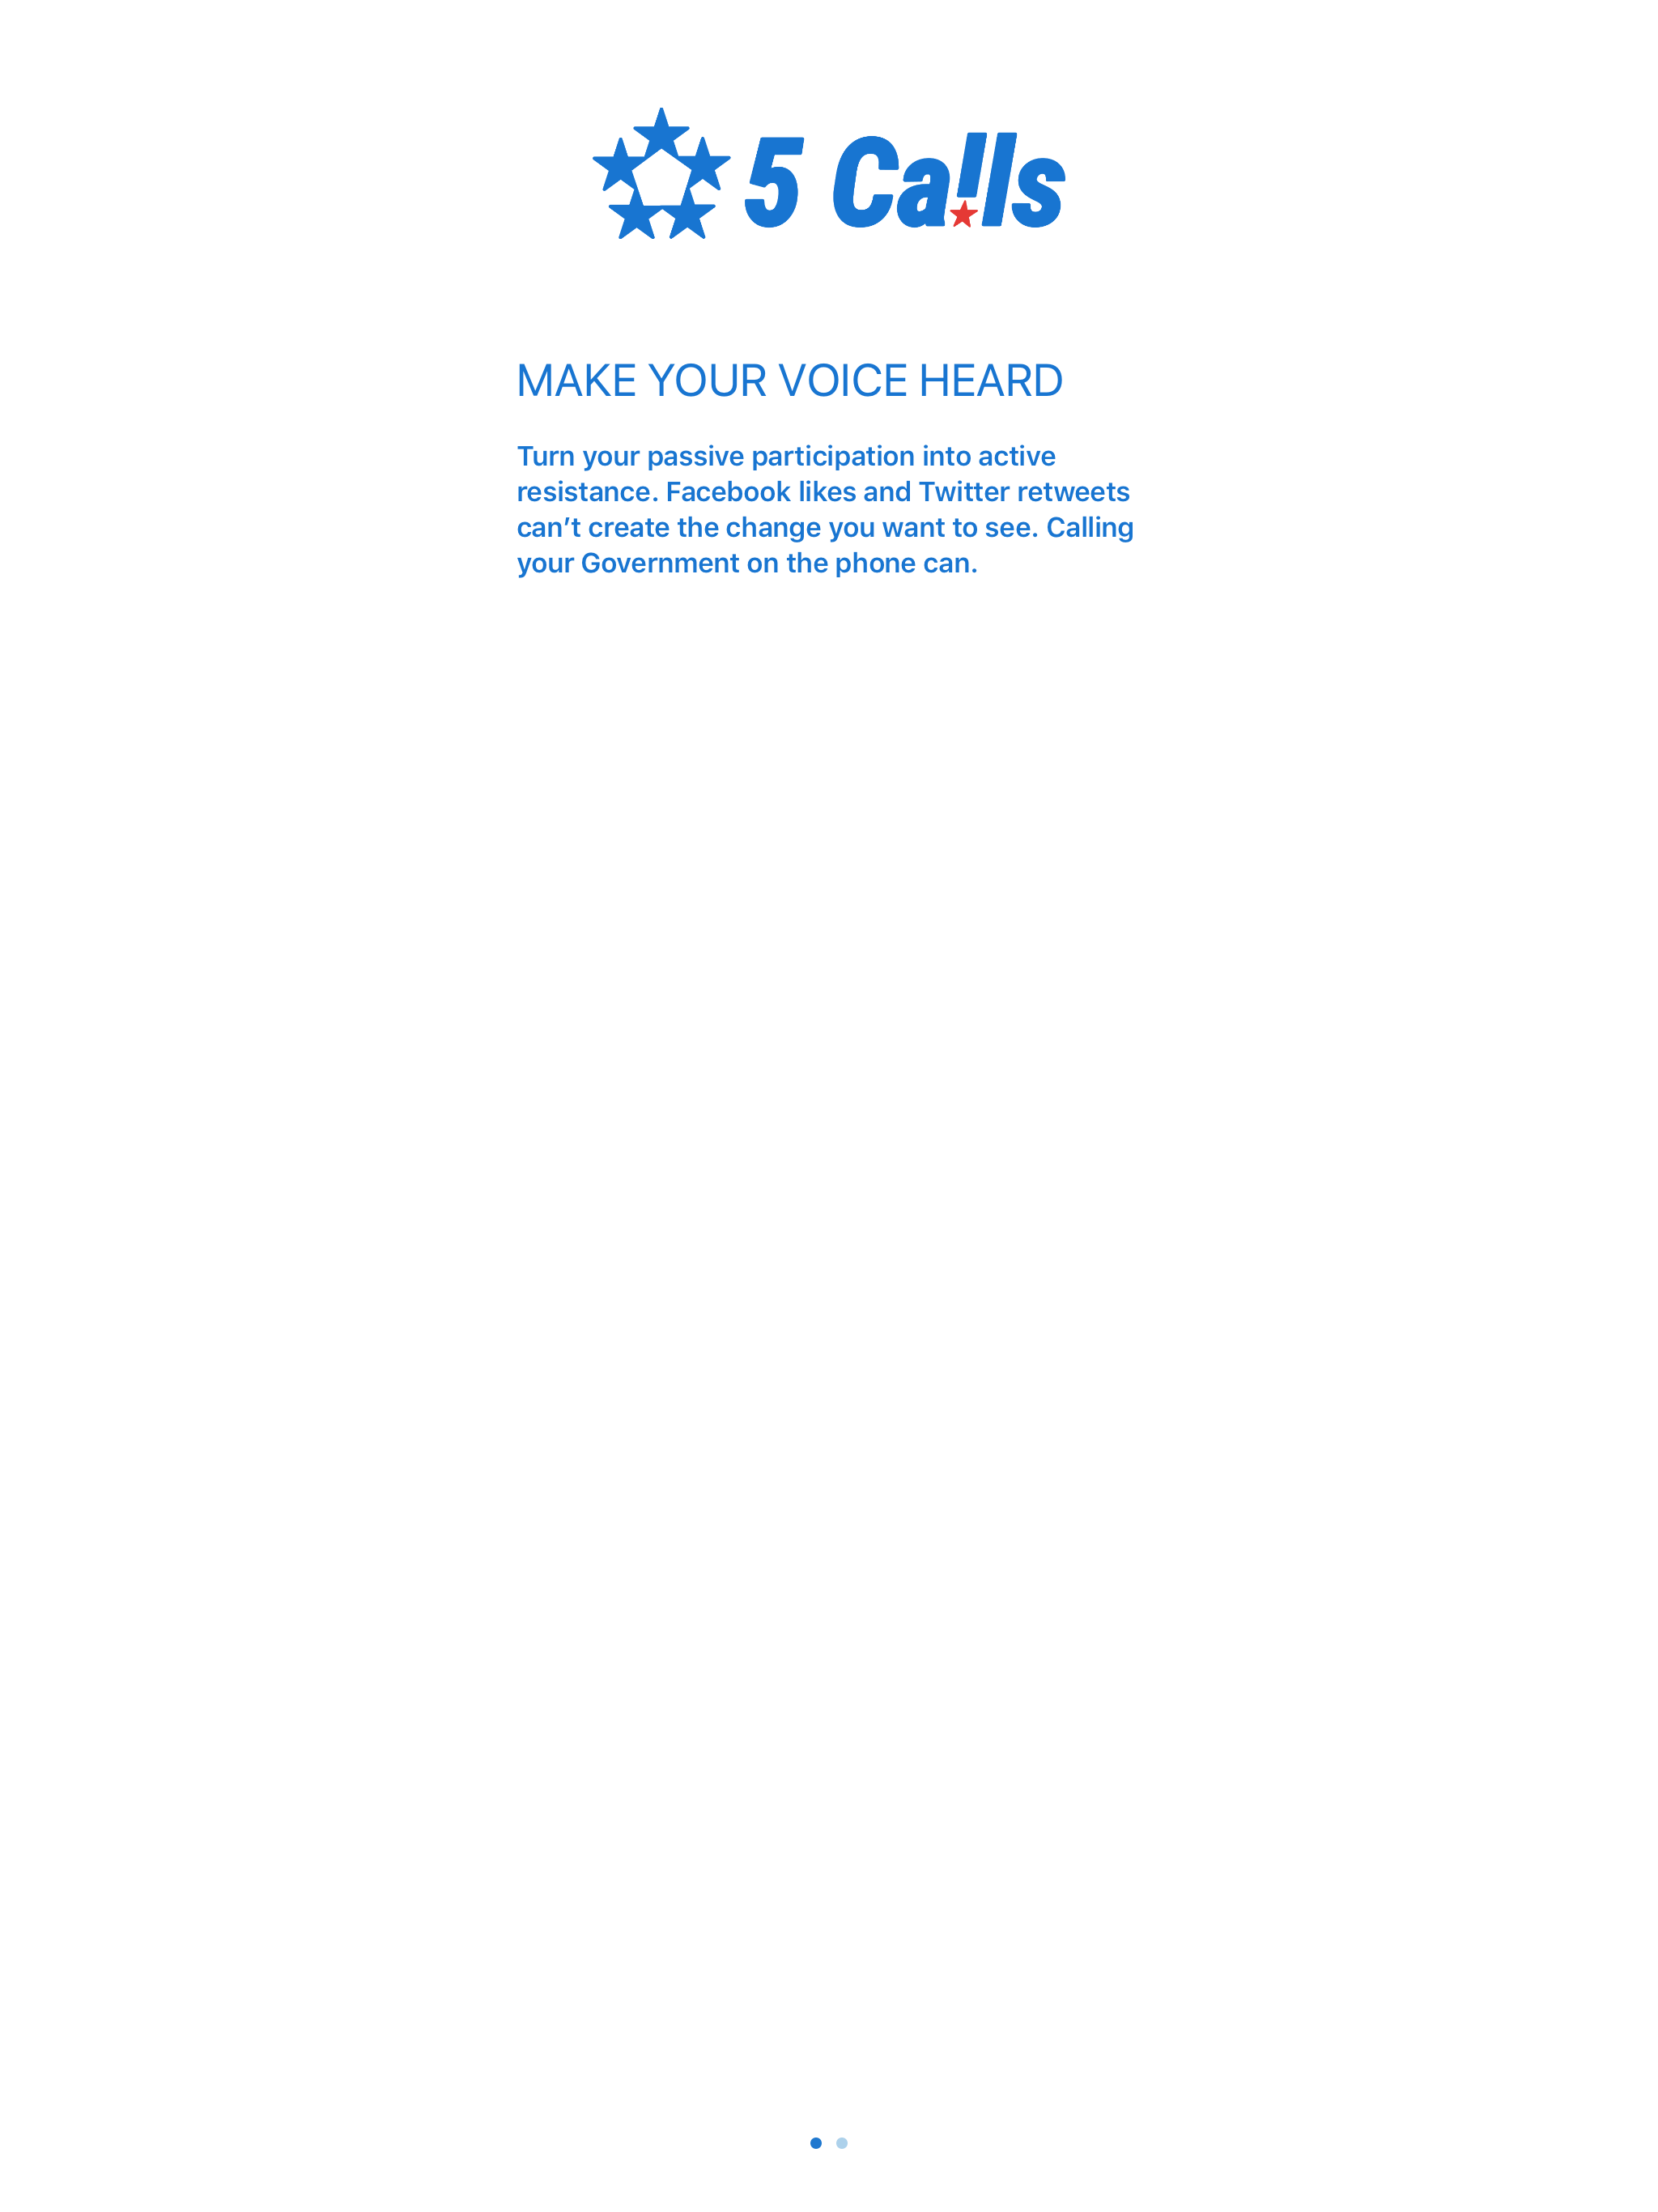 5 Calls
MAKE YOUR VOICE HEARD
Turn your passive participation into active
resistance. Facebook likes and Twitter retweets
can’t create the change you want to see. Calling
your Government on the phone can.